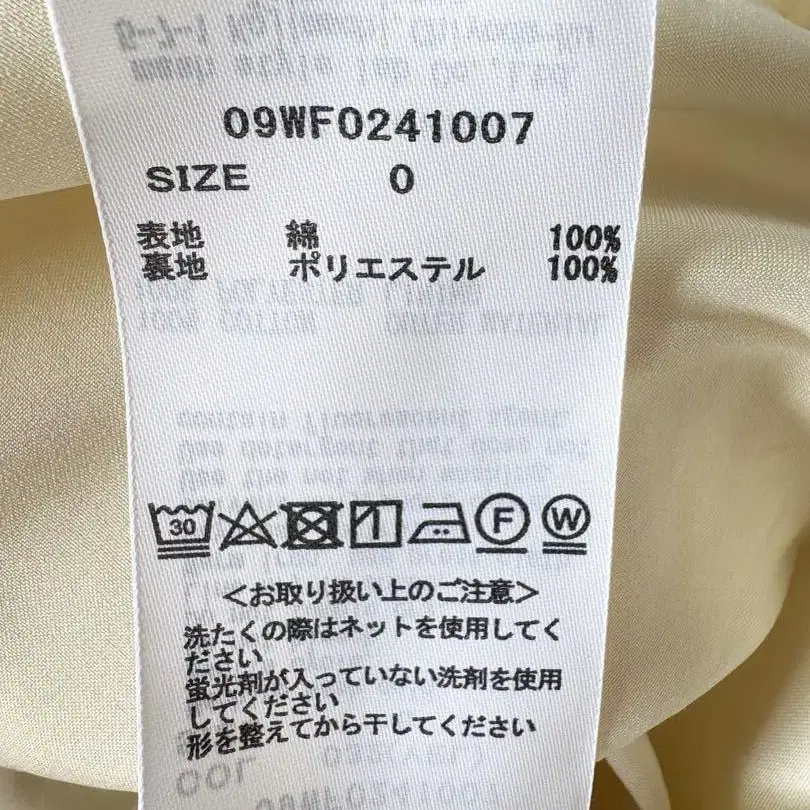 09WF0241007
SIZE 0
表地 綿 100%
裏地 ポリエステル 100%
30 F W
<お取り扱い上のご注意>
洗たくの際はネットを使用してく
ださい
蛍光剤が入っていない洗剤を使用
してください
形を整えてから干してください